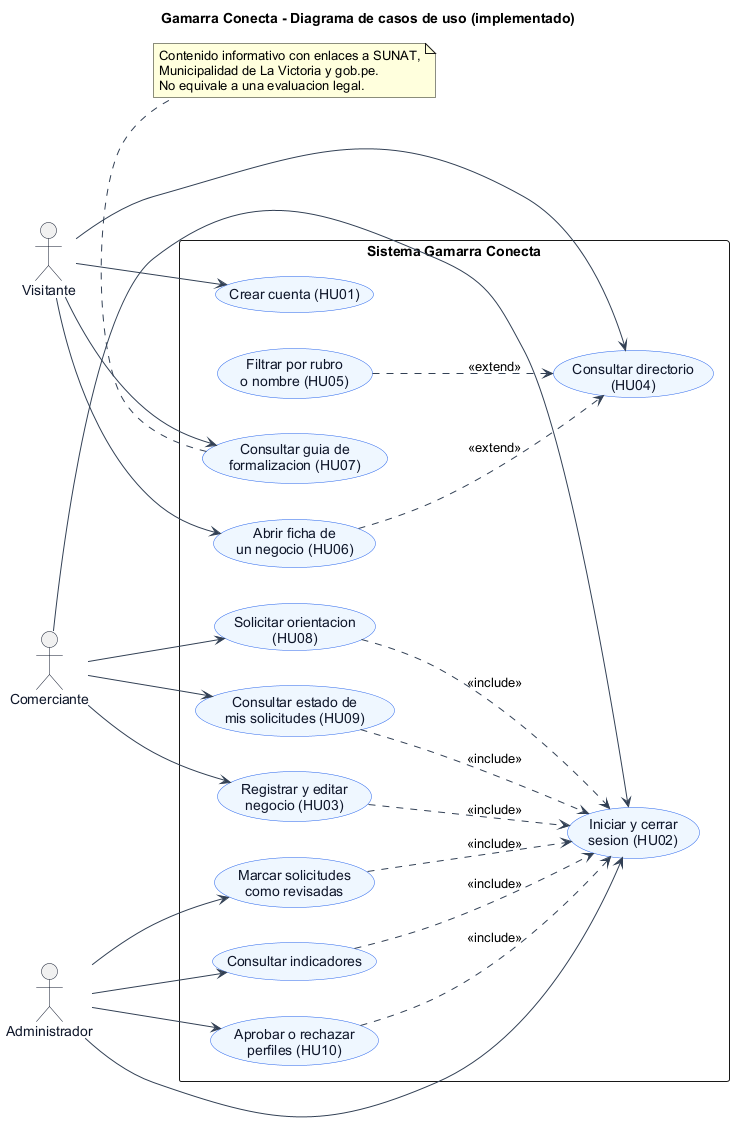 Gamarra Conecta - Diagrama de casos de uso (implementado)
Contenido informativo con enlaces a SUNAT,
Municipalidad de La Victoria y gob.pe.
No equivale a una evaluacion legal.
Sistema Gamarra Conecta
Visitante
Crear cuenta (HU01)
Filtrar por rubro
o nombre (HU05)
«extend»
Consultar directorio
(HU04)
Consultar guia de
formalizacion (HU07)
«extend»
Abrir ficha de
un negocio (HU06)
Solicitar orientacion
(HU08)
Comerciante
«include»
Consultar estado de
mis solicitudes (HU09)
«include»
Registrar y editar
negocio (HU03)
«include»
Iniciar y cerrar
sesion (HU02)
«include»
Marcar solicitudes
como revisadas
«include»
Consultar indicadores
«include»
Administrador
Aprobar o rechazar
perfiles (HU10)